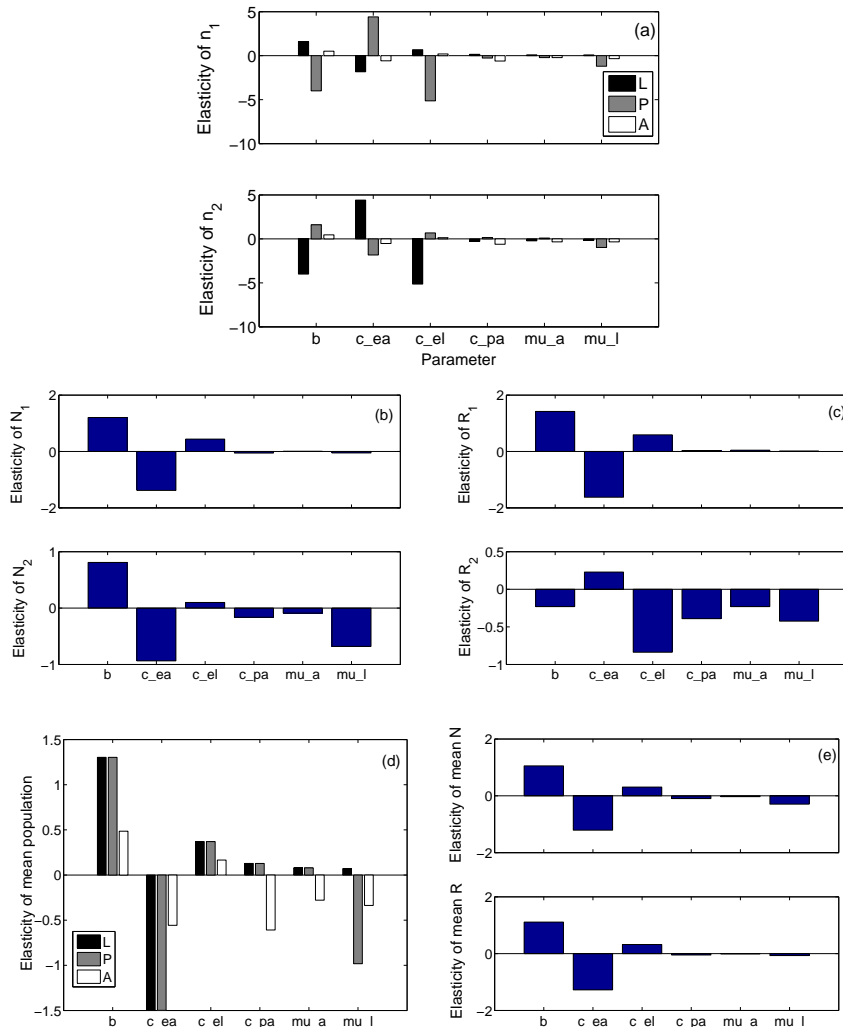 (a)
Elasticity of n1
5
0
−5
−10
L
P
A
Elasticity of n2
5
0
−5
−10
b c_ea c_el c_pa mu_a mu_l
Parameter
(b)
Elasticity of N1
2
0
−2
Elasticity of N2
1
0
−1
b c_ea c_el c_pa mu_a mu_l
(c)
Elasticity of R1
2
0
−2
Elasticity of R2
0.5
0
−0.5
−1
b c_ea c_el c_pa mu_a mu_l
(d)
Elasticity of mean population
1.5
1
0.5
0
−0.5
−1
−1.5
L
P
A
b c_ea c_el c_pa mu_a mu_l
(e)
Elasticity of mean N
2
0
−2
Elasticity of mean R
2
0
−2
b c_ea c_el c_pa mu_a mu_l